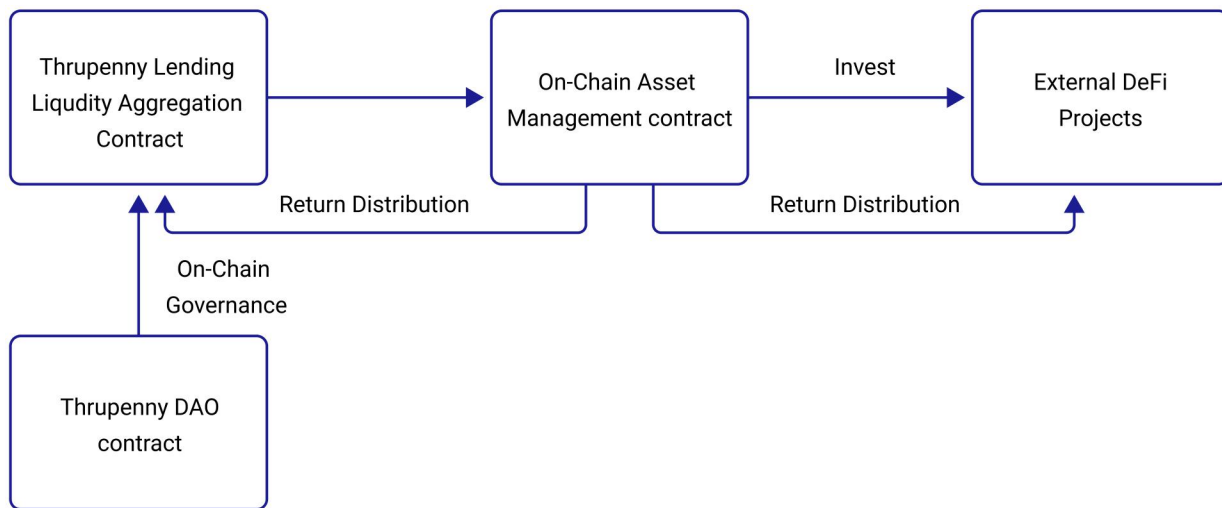 Thrupenny Lending
Liqudity Aggregation
Contract
On-Chain Asset
Management contract
Invest
External DeFi
Projects
Return Distribution
Return Distribution
On-Chain
Governance
Thrupenny DAO
contract